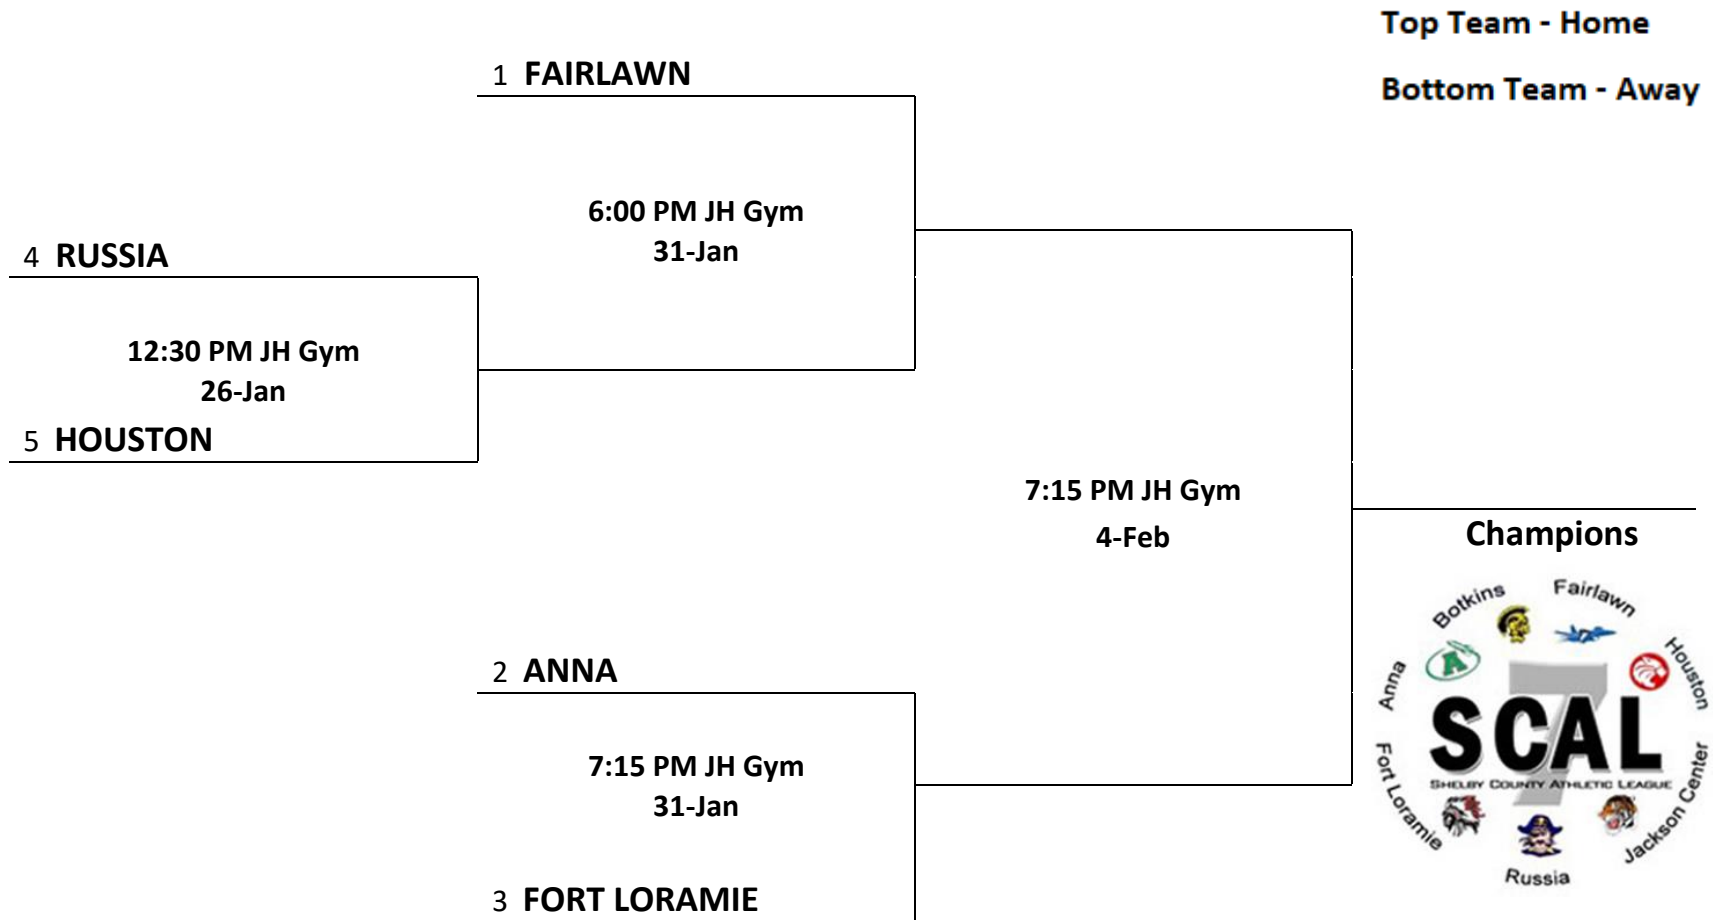 Top Team - Home
Bottom Team - Away
1 FAIRLAWN
6:00 PM JH Gym
31-Jan
4 RUSSIA
12:30 PM JH Gym
26-Jan
5 HOUSTON
7:15 PM JH Gym
4-Feb
Champions
2 ANNA
7:15 PM JH Gym
31-Jan
3 FORT LORAMIE
Botkins
Fairlawn
Houston
Anna
A
7
SCAL
SHELBY COUNTY ATHLETIC LEAGUE
Fort Loramie
Jackson Center
Russia